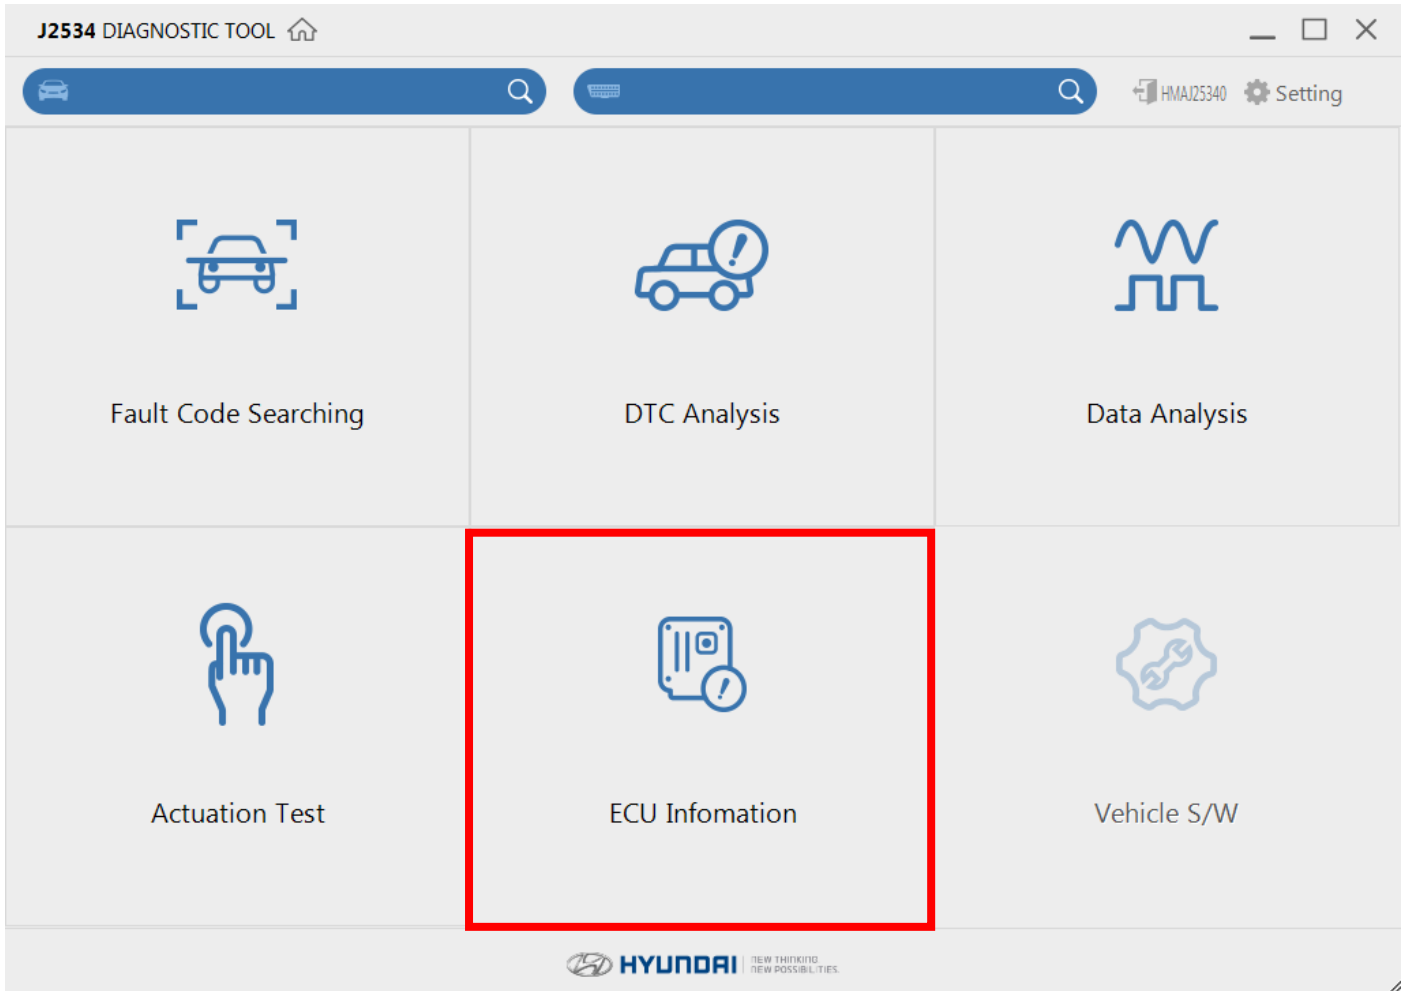 J2534 DIAGNOSTIC TOOL
HMAJ25340 Setting
Fault Code Searching
DTC Analysis
Data Analysis
Actuation Test
ECU Infomation
Vehicle S/W
HYUNDAI
NEW THINKING.
NEW POSSIBILITIES.